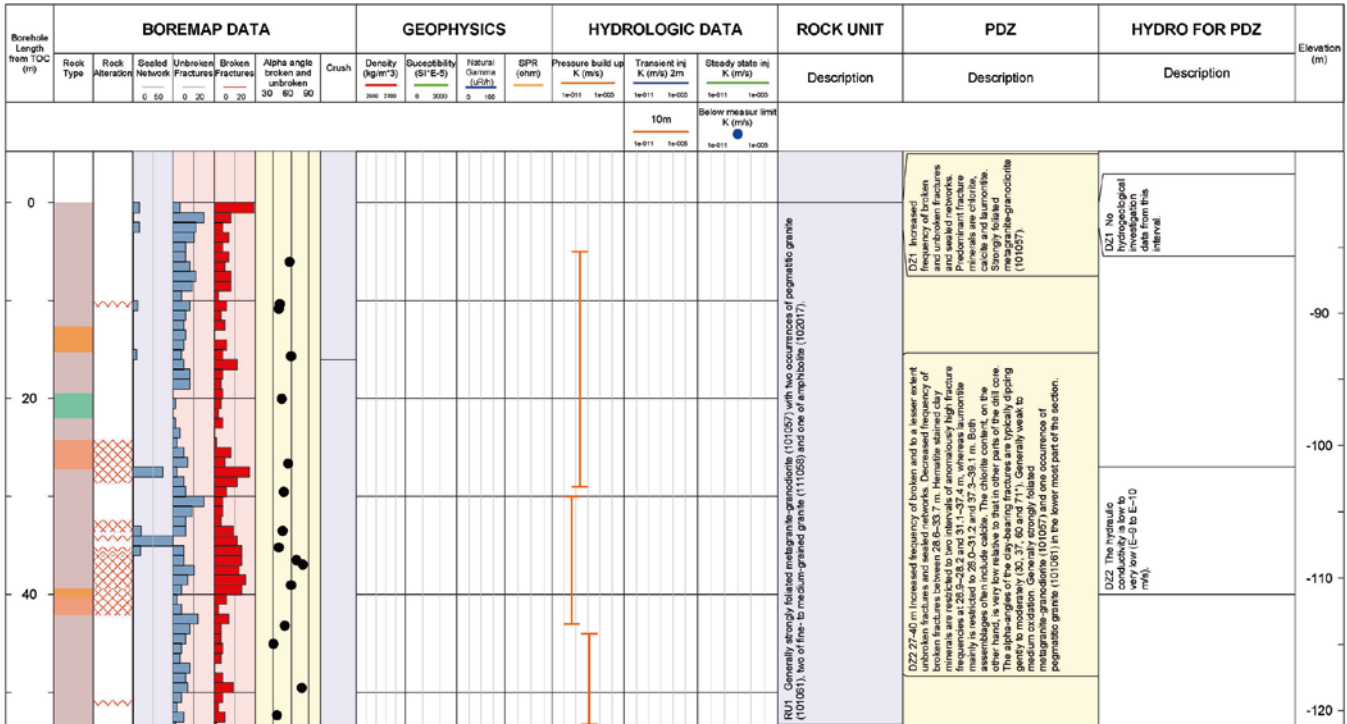 Borehole
Length
from TOC
(m)
BOREMAP DATA
GEOPHYSICS
HYDROLOGIC DATA
ROCK UNIT
PDZ
HYDRO FOR PDZ
Elevation
(m)
Rock
Type
Rock
Alteration
Sealed
Network
0 50
Unbroken
Fractures
0 20
Broken
Fractures
0 20
Alpha angle
broken and
unbroken
30 60 90
Crush
Density
(kg/m^3)
Suceptibility
(SI*E-5)
0 3000
Natural
Gamma
(uR/h)
0 100
SPR
(ohm)
Pressure build up
K (m/s)
1e-011 1e-005
Transient inj
K (m/s) 2m
1e-011 1e-005
Steady state inj
K (m/s)
1e-011 1e-005
Description
Description
Description
10m
1e-011 1e-005
Below measur limit
K (m/s)
1e-011 1e-005
0
20
40
RU1 Generally strongly foliated metagranite-granodiorite (101057) with two occurrences of pegmatitic granite
(101061), two of fine- to medium-grained granite (111058) and one of amphibolite (102017).
DZ1 Increased
frequency of broken
and unbroken fractures
and sealed networks.
Predominant fracture
minerals are chlorite,
calcite and laumontite.
Strongly foliated
metagranite-granodiorite
(101057).
DZ2 27-40 m Increased frequency of broken and to a lesser extent
unbroken fractures and sealed networks. Decreased frequency of
broken fractures between 28.6–33.7 m. Hematite stained clay
minerals are restricted to two intervals of anomalously high fracture
frequencies at 26.9–28.2 and 31.1–37.4 m, whereas laumontite
mainly is restricted to 28.0–31.2 and 37.3–39.1 m. Both
assemblages often include calcite. The chlorite content, on the
other hand, is very low relative to that in other parts of the drill core.
The alpha-angles of the clay-bearing fractures are typically dipping
gently to moderately (30, 37, 60 and 71°). Generally weak to
medium oxidation. Generally strongly foliated
metagranite-granodiorite (101057) and one occurrence of
pegmatitic granite (101061) in the lower most part of the section.
DZ1 No
hydrogeological
investigation
data from this
interval.
DZ2 The hydraulic
conductivity is low to
very low (E–9 to E–10
m/s).
-90
-100
-110
-120